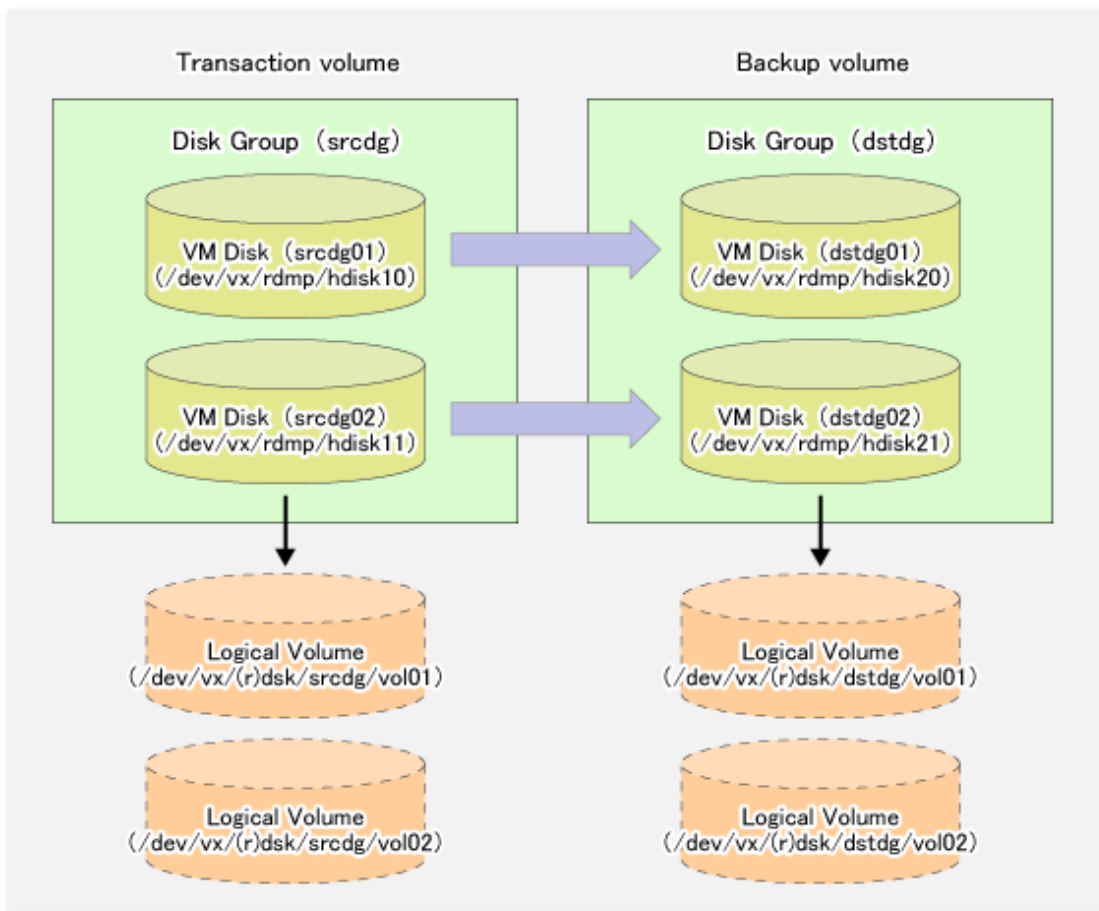 Transaction volume
Backup volume
Disk Group (srcdg)
VM Disk (srcdg01)
(/dev/vx/rdmp/hdisk10)
VM Disk (srcdg02)
(/dev/vx/rdmp/hdisk11)
Disk Group (dstdg)
VM Disk (dstdg01)
(/dev/vx/rdmp/hdisk20)
VM Disk (dstdg02)
(/dev/vx/rdmp/hdisk21)
Logical Volume
(/dev/vx/(r)dsk/srcdg/vol01)
Logical Volume
(/dev/vx/(r)dsk/srcdg/vol02)
Logical Volume
(/dev/vx/(r)dsk/dstdg/vol01)
Logical Volume
(/dev/vx/(r)dsk/dstdg/vol02)